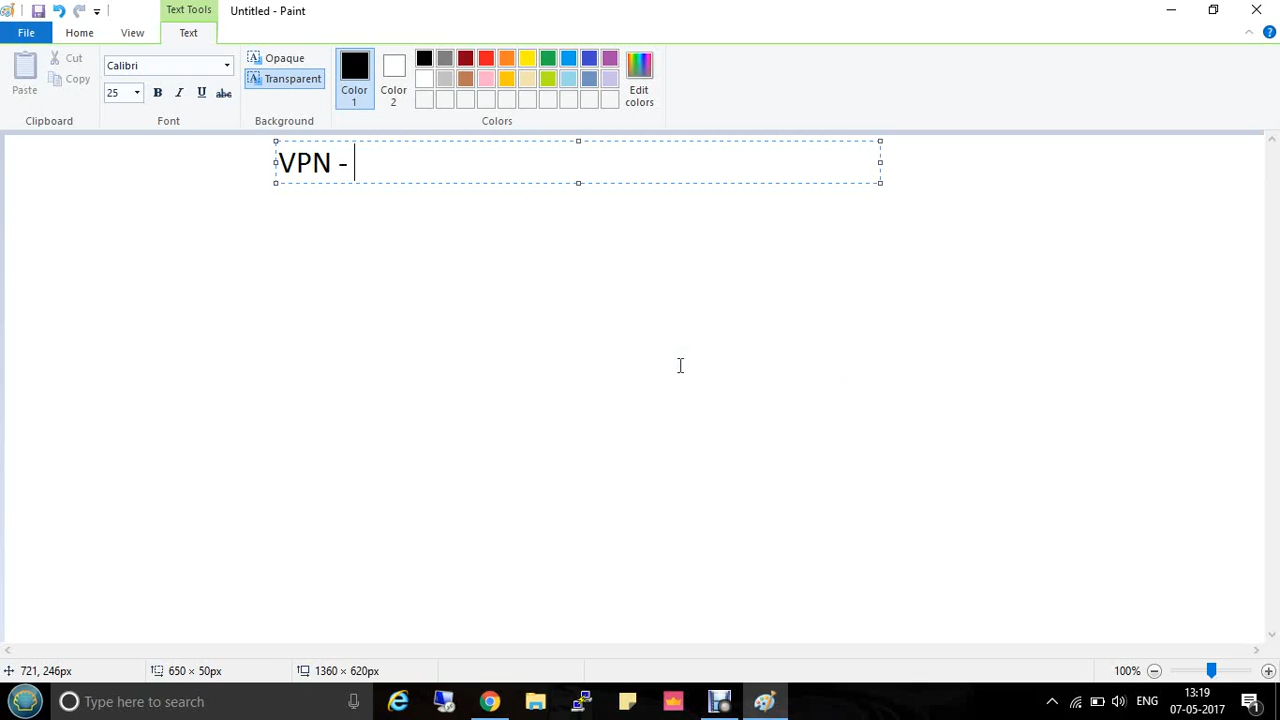 Text Tools
Untitled - Paint
File
Home
View
Text
Paste
Cut
Copy
Clipboard
Calibri
25
B I U abc
Font
Opaque
Transparent
Background
Color 1
Color 2
Edit colors
Colors
VPN -
721, 246px
650 × 50px
1360 × 620px
100%
Type here to search
ENG
13:19
07-05-2017
1